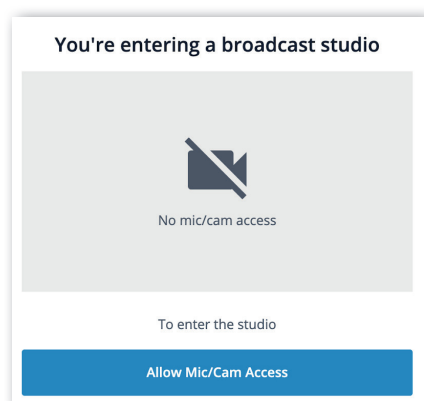 You're entering a broadcast studio
No mic/cam access
To enter the studio
Allow Mic/Cam Access